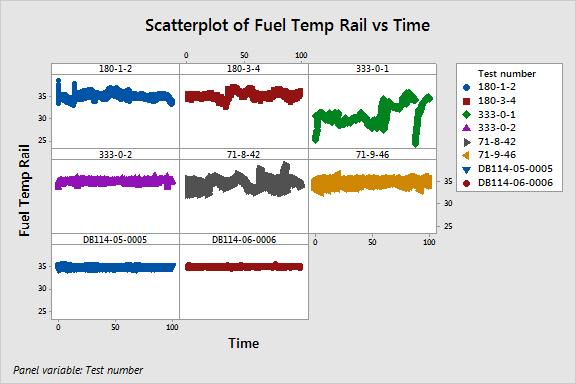 Scatterplot of Fuel Temp Rail vs Time
0 50 100
180-1-2 180-3-4 333-0-1
35
30
25
333-0-2 71-8-42 71-9-46
35
30
25
DB114-05-0005 DB114-06-0006
35
30
25
0 50 100
0 50 100
Fuel Temp Rail
Time
Test number
180-1-2
180-3-4
333-0-1
333-0-2
71-8-42
71-9-46
DB114-05-0005
DB114-06-0006
Panel variable: Test number